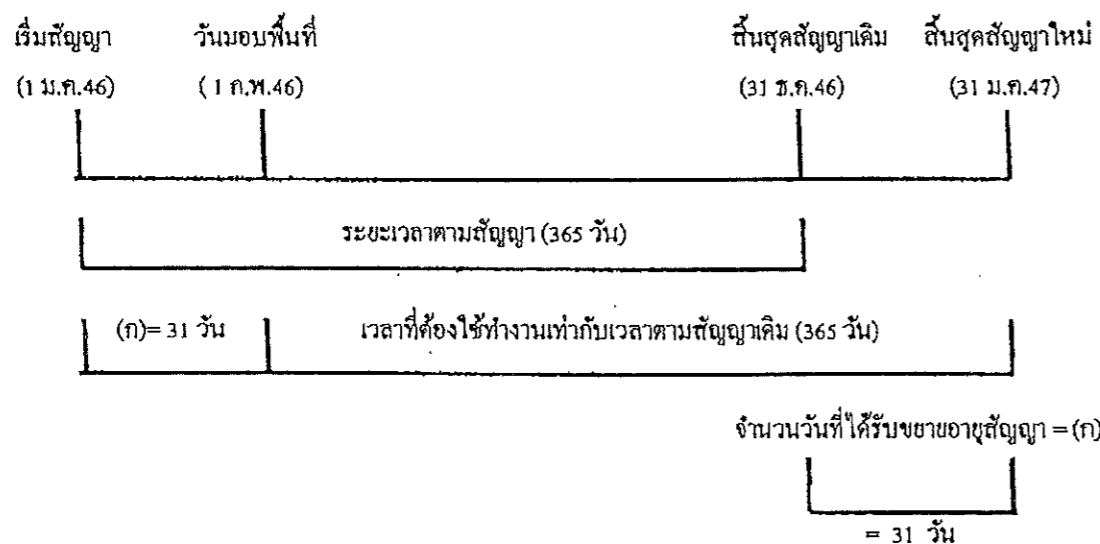 เริ่มสัญญา วันมอบพื้นที่ สิ้นสุดสัญญาเดิม สิ้นสุดสัญญาใหม่
(1 ม.ค.46) ( 1 ก.พ.46) (31 ธ.ค.46) (31 ม.ค.47)
ระยะเวลาตามสัญญา (365 วัน)
(ก)= 31 วัน เวลาที่ต้องใช้ทำงานเท่ากับเวลาตามสัญญาเดิม (365 วัน)
จำนวนวันที่ได้รับขยายอายุสัญญา = (ก)
= 31 วัน